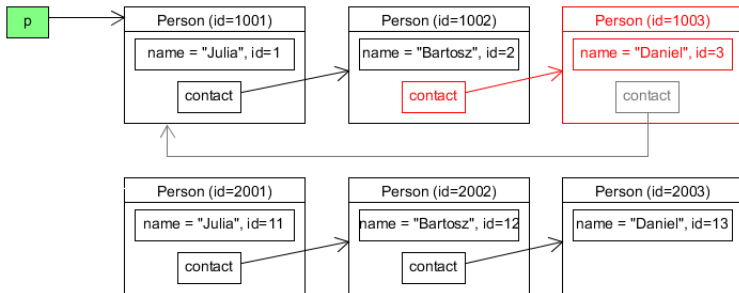 p
Person (id=1001)
Person (id=1002)
Person (id=1003)
name = "Julia", id=1
name = "Bartosz", id=2
name = "Daniel", id=3
contact
contact
contact
Person (id=2001)
Person (id=2002)
Person (id=2003)
name = "Julia", id=11
name = "Bartosz", id=12
name = "Daniel", id=13
contact
contact